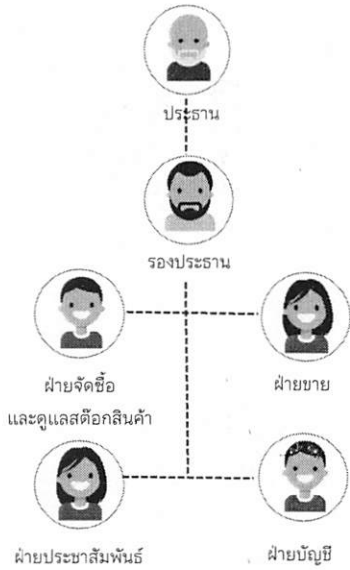 ประธาน
รองประธาน
ฝ่ายจัดซื้อ
และดูแลสต๊อกสินค้า
ฝ่ายขาย
ฝ่ายประชาสัมพันธ์
ฝ่ายบัญชี